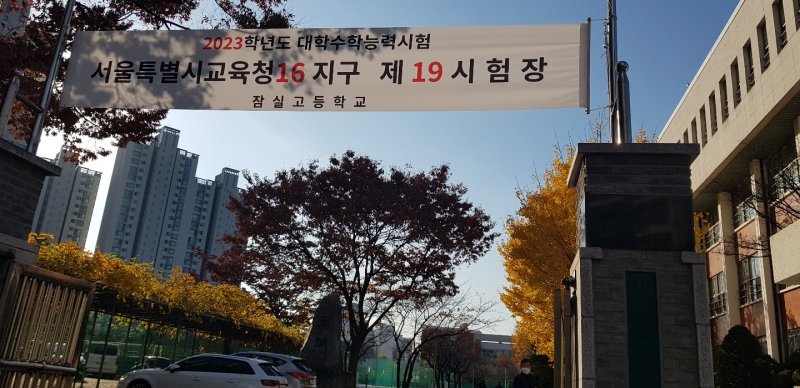 2023학년도 대학수학능력시험
서울특별시교육청16 지구 제 19 시 험 장
잠 실 고 등 학 교